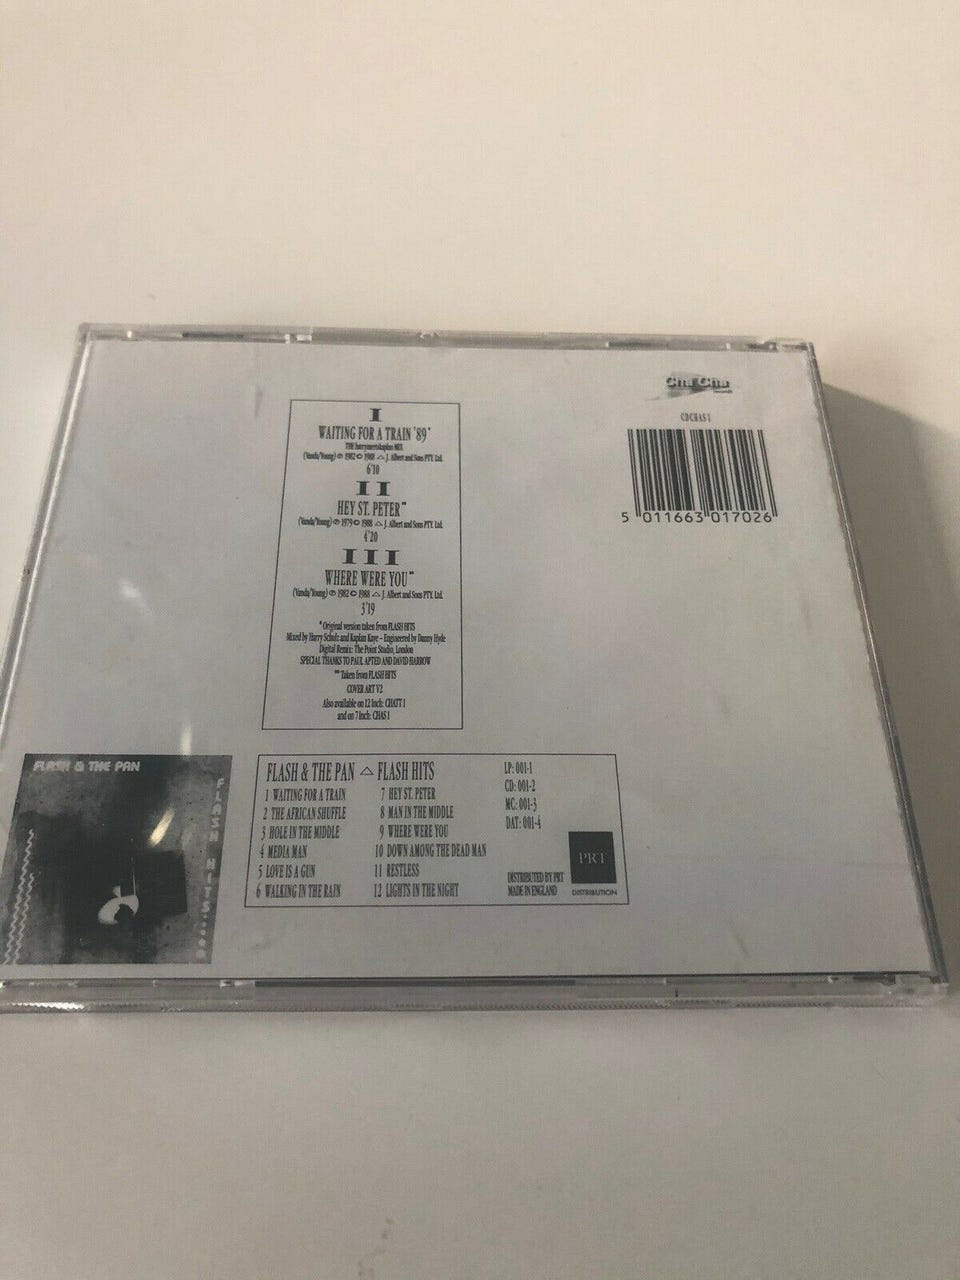 Cha Cha
records
CDCHAS 1
5 011663 017026
I
WAITING FOR A TRAIN '89*
THE harrymeetskaplan MIX
(Vanda/Young) ℗ 1982 © 1988 △ J. Albert and Sons PTY. Ltd.
6'10
II
HEY ST. PETER**
(Vanda/Young) ℗ 1979 © 1988 △ J. Albert and Sons PTY. Ltd.
4'20
III
WHERE WERE YOU**
(Vanda/Young) ℗ 1982 © 1988 △ J. Albert and Sons PTY. Ltd.
3'19
* Original version taken from FLASH HITS
Mixed by Harry Schulz and Kaplan Kaye – Engineered by Danny Hyde
Digital Remix: The Point Studio, London
SPECIAL THANKS TO PAUL APTED AND DAVID HARROW
** Taken from FLASH HITS
COVER ART V2
Also available on 12 Inch: CHATT 1
and on 7 Inch: CHAS 1
FLASH & THE PAN
FLASH HITS
FLASH & THE PAN △ FLASH HITS
1 WAITING FOR A TRAIN
2 THE AFRICAN SHUFFLE
3 HOLE IN THE MIDDLE
4 MEDIA MAN
5 LOVE IS A GUN
6 WALKING IN THE RAIN
7 HEY ST. PETER
8 MAN IN THE MIDDLE
9 WHERE WERE YOU
10 DOWN AMONG THE DEAD MAN
11 RESTLESS
12 LIGHTS IN THE NIGHT
LP: 001-1
CD: 001-2
MC: 001-3
DAT: 001-4
DISTRIBUTED BY PRT
MADE IN ENGLAND
PRT
DISTRIBUTION